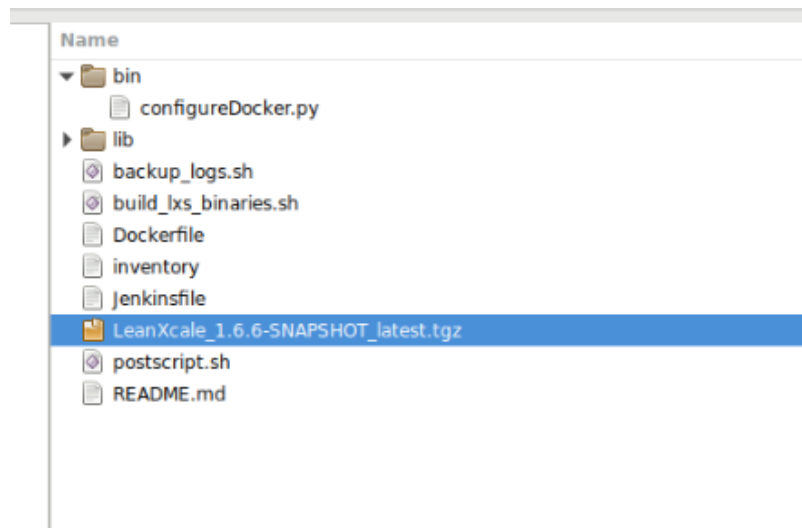 Name
bin
configureDocker.py
lib
backup_logs.sh
build_lxs_binaries.sh
Dockerfile
inventory
Jenkinsfile
LeanXcale_1.6.6-SNAPSHOT_latest.tgz
postscript.sh
README.md